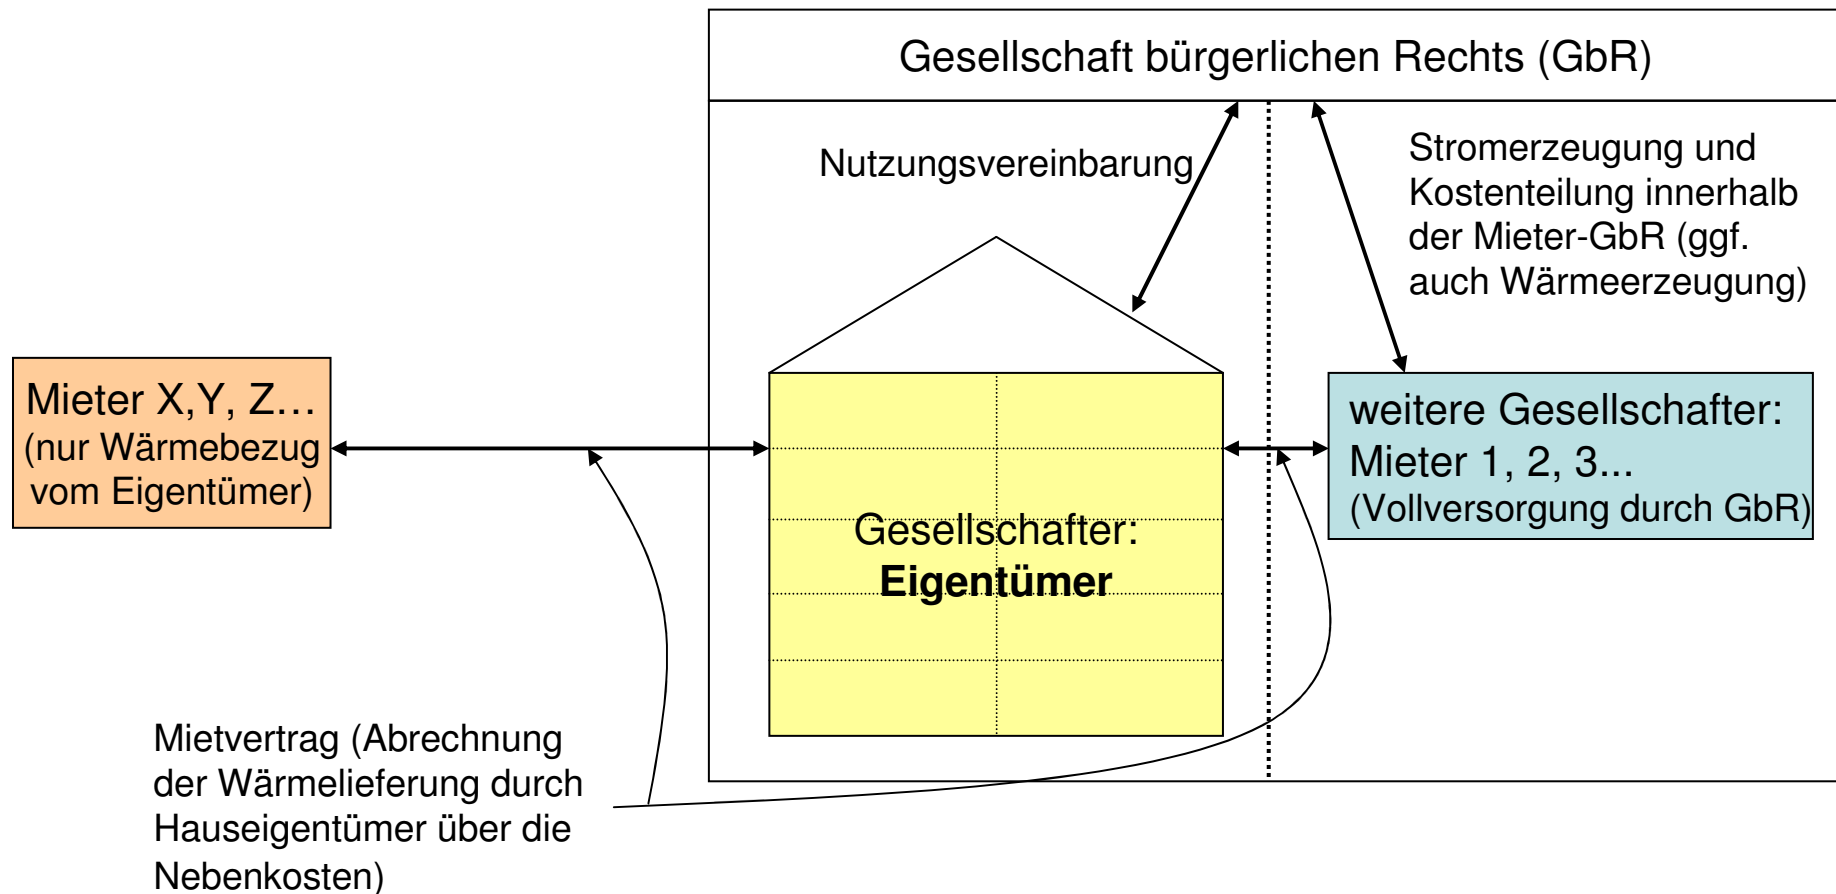 Gesellschaft bürgerlichen Rechts (GbR)
Nutzungsvereinbarung
Stromerzeugung und
Kostenteilung innerhalb
der Mieter-GbR (ggf.
auch Wärmeerzeugung)
Mieter X,Y, Z…
(nur Wärmebezug
vom Eigentümer)
Gesellschafter:
Eigentümer
weitere Gesellschafter:
Mieter 1, 2, 3...
(Vollversorgung durch GbR)
Mietvertrag (Abrechnung
der Wärmelieferung durch
Hauseigentümer über die
Nebenkosten)